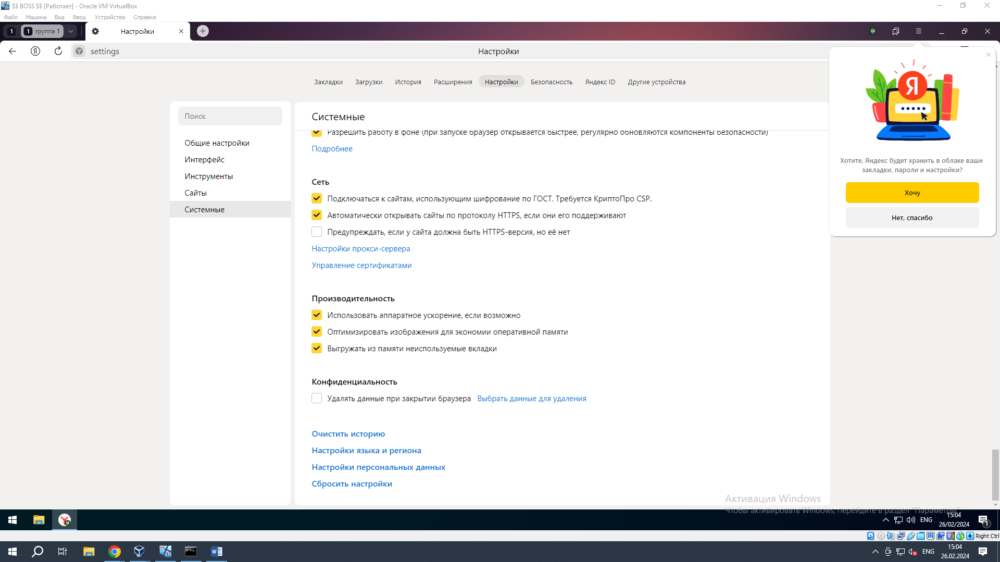 $$ BOSS $$ [Работает] - Oracle VM VirtualBox
Файл Машина Вид Ввод Устройства Справка
1 1 группа 1 Настройки
settings Настройки
Закладки Загрузки История Расширения Настройки Безопасность Яндекс ID Другие устройства
Поиск
Общие настройки
Интерфейс
Инструменты
Сайты
Системные
Системные
Разрешить работу в фоне (при запуске браузер открывается быстрее, регулярно обновляются компоненты безопасности)
Подробнее
Сеть
Подключаться к сайтам, использующим шифрование по ГОСТ. Требуется КриптоПро CSP.
Автоматически открывать сайты по протоколу HTTPS, если они его поддерживают
Предупреждать, если у сайта должна быть HTTPS-версия, но её нет
Настройки прокси-сервера
Управление сертификатами
Производительность
Использовать аппаратное ускорение, если возможно
Оптимизировать изображения для экономии оперативной памяти
Выгружать из памяти неиспользуемые вкладки
Конфиденциальность
Удалять данные при закрытии браузера Выбрать данные для удаления
Очистить историю
Настройки языка и региона
Настройки персональных данных
Сбросить настройки
Я
Хотите, Яндекс будет хранить в облаке ваши
закладки, пароли и настройки?
Хочу
Нет, спасибо
Активация Windows
Чтобы активировать Windows, перейдите в раздел "Параметры".
ENG
15:04
26/02/2024
1
Right Ctrl
ENG
15:04
26.02.2024